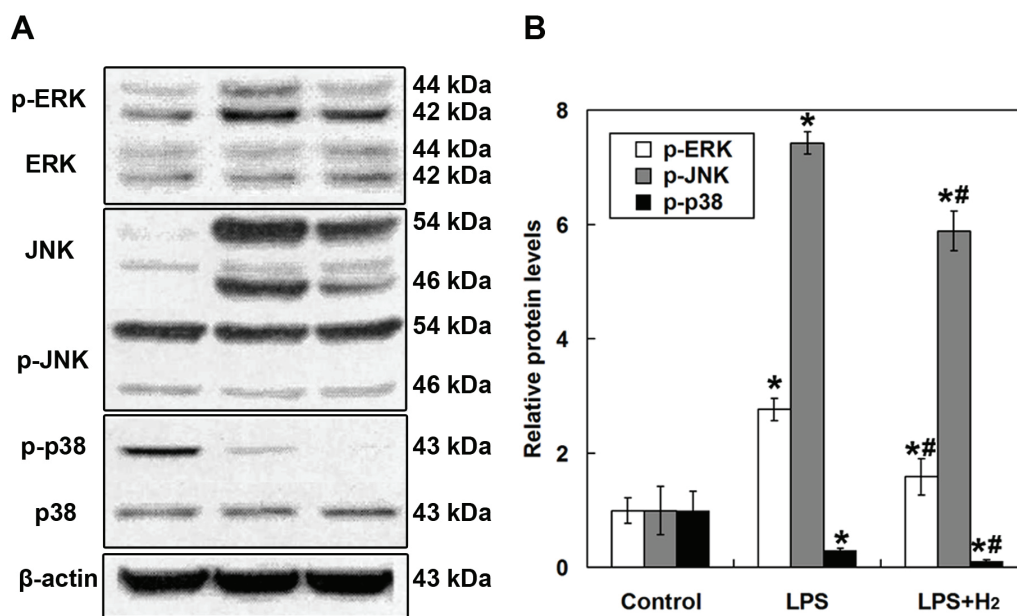 A
p-ERK
44 kDa
42 kDa
ERK
44 kDa
42 kDa
JNK
54 kDa
46 kDa
p-JNK
54 kDa
46 kDa
p-p38
43 kDa
p38
43 kDa
β-actin
43 kDa
B
Relative protein levels
8
6
4
2
0
p-ERK
p-JNK
p-p38
*
*
*
*#
*#
*#
Control
LPS
LPS+H2